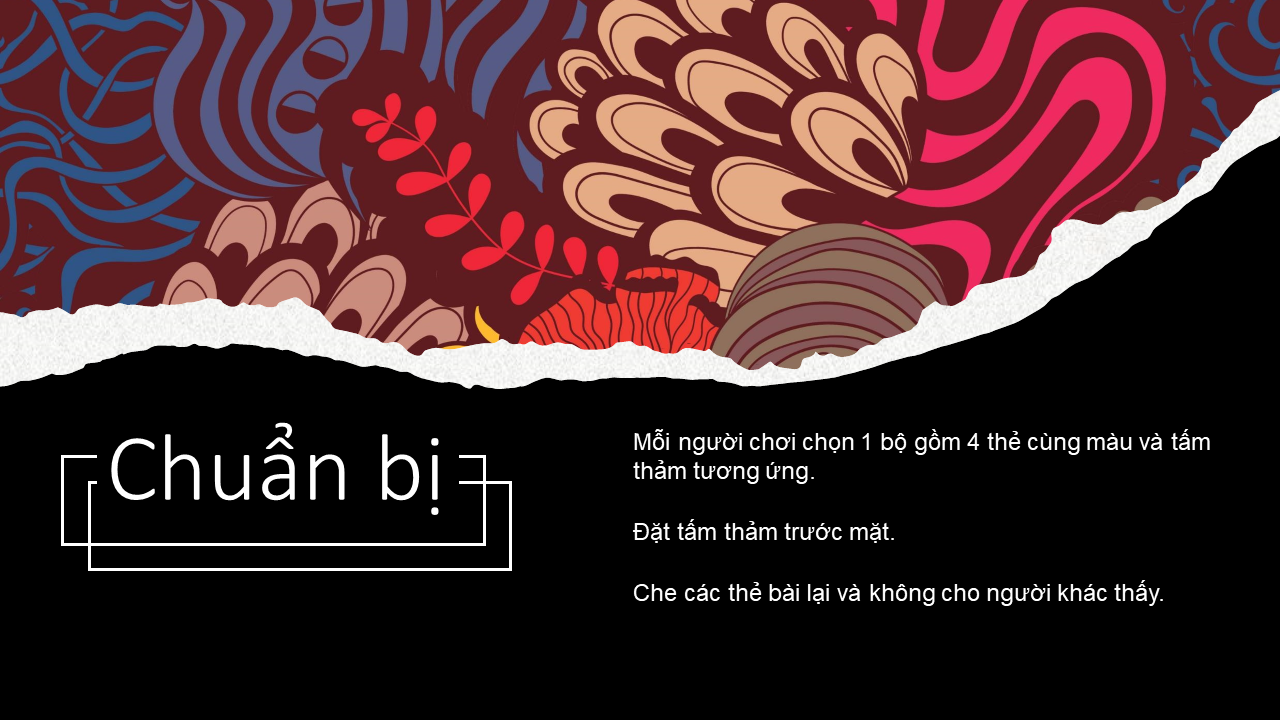 Chuẩn bị
Mỗi người chơi chọn 1 bộ gồm 4 thẻ cùng màu và tấm
thảm tương ứng.
Đặt tấm thảm trước mặt.
Che các thẻ bài lại và không cho người khác thấy.